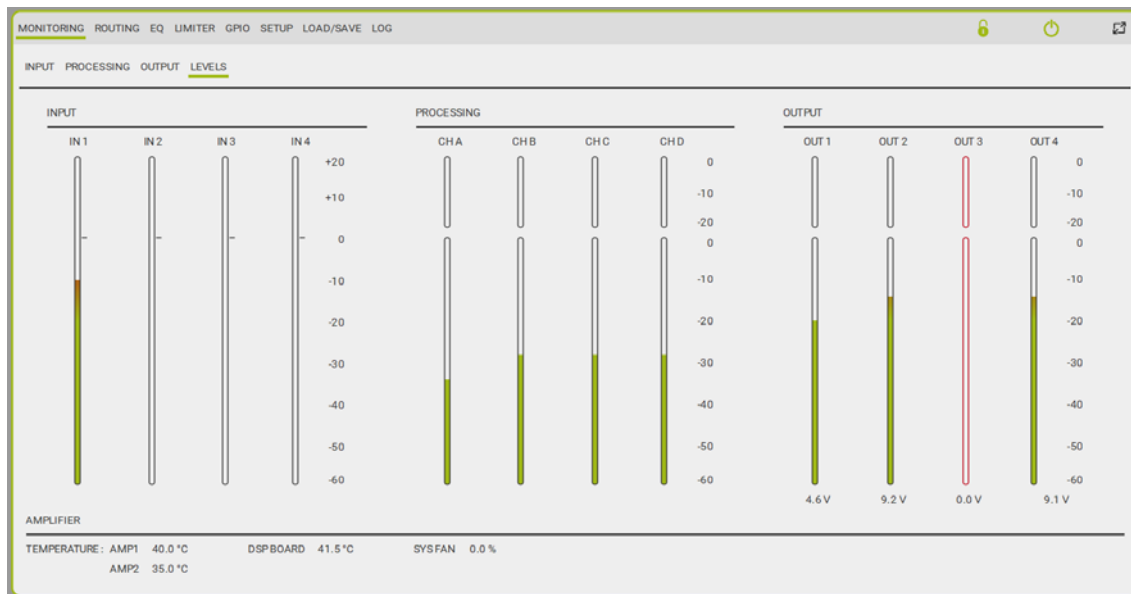 MONITORING ROUTING EQ LIMITER GPIO SETUP LOAD/SAVE LOG
INPUT PROCESSING OUTPUT LEVELS
INPUT PROCESSING OUTPUT
IN 1 IN 2 IN 3 IN 4 CH A CH B CH C CH D OUT 1 OUT 2 OUT 3 OUT 4
+20 0 0
+10 -10 -10
-20 -20
0 0 0
-10 -10 -10
-20 -20 -20
-30 -30 -30
-40 -40 -40
-50 -50 -50
-60 -60 -60
4.6 V 9.2 V 0.0 V 9.1 V
AMPLIFIER
TEMPERATURE: AMP1 40.0 °C DSP BOARD 41.5 °C SYS FAN 0.0 %
AMP2 35.0 °C